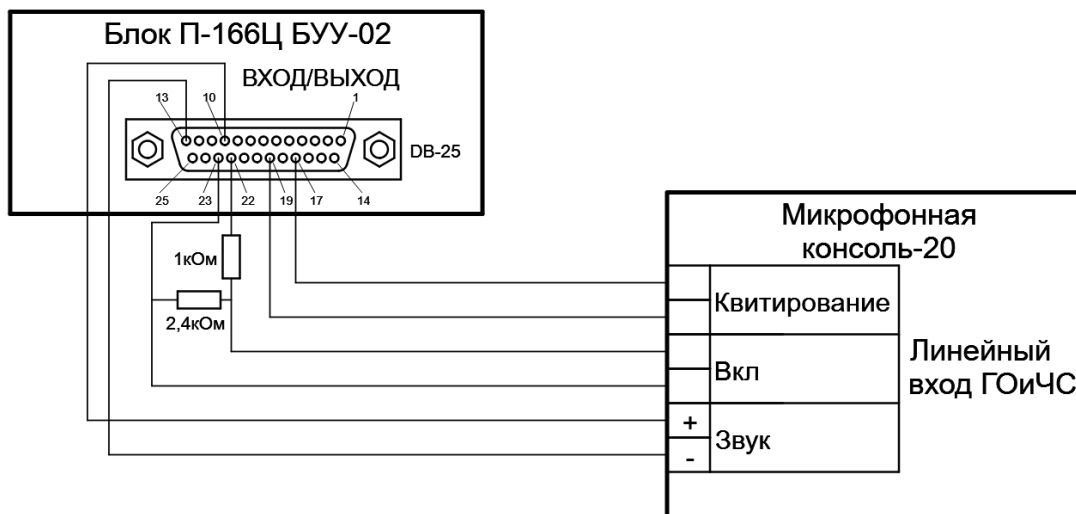 Блок П-166Ц БУУ-02
ВХОД/ВЫХОД
13
10
1
DB-25
25
23
22
19
17
14
1кОм
2,4кОм
Микрофонная
консоль-20
Квитирование
Вкл
+
Звук
-
Линейный
вход ГОиЧС